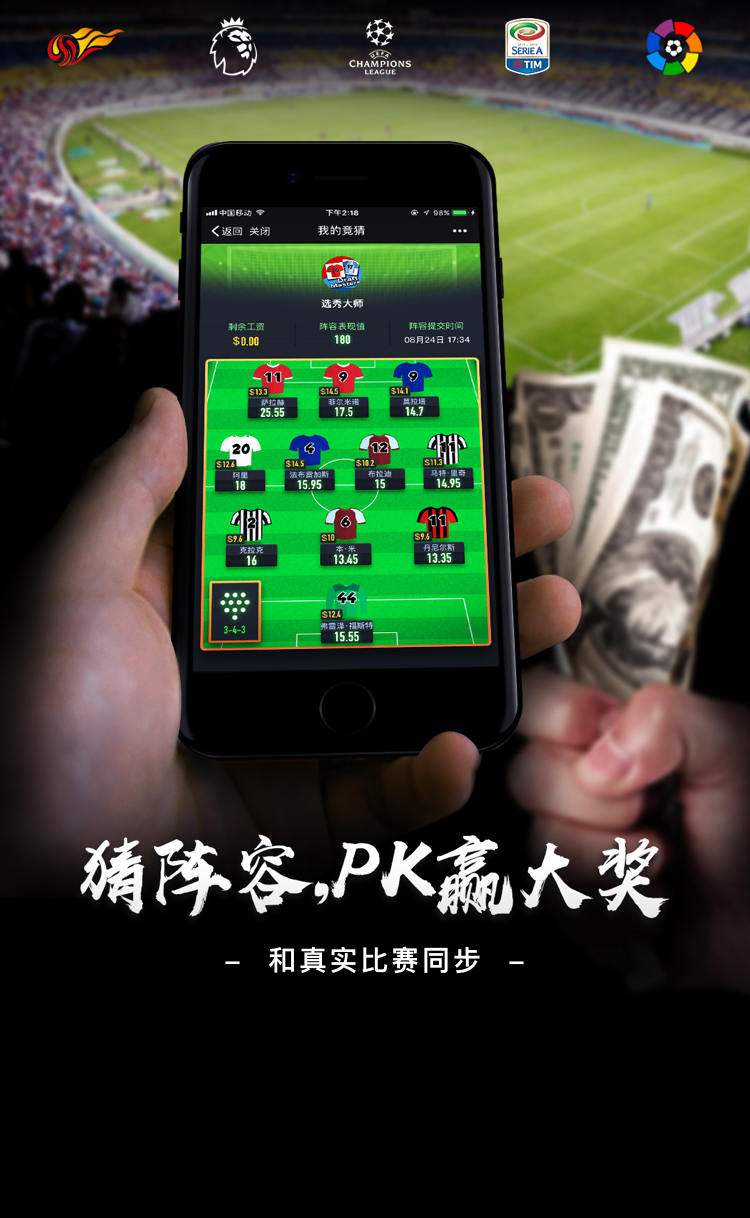 UEFA
CHAMPIONS
LEAGUE
SERIE A
TIM
中国移动
下午2:18
98%
返回 关闭
我的竞猜
Draft
Masters
选秀大师
剩余工资
阵容表现值
阵容提交时间
$0.00
180
08月24日 17:34
11 9 9
$13.3 $14.5 $14.1
萨拉赫 菲尔米诺 莫拉塔
25.55 17.5 14.7
20 4 12 11
$12.6 $14.5 $10.2 $11.3
阿里 法布雷加斯 布拉迪 马特·里奇
18 15.95 15 14.95
2 6 11
$9.6 $10 $9.6
克拉克 本·米 丹尼尔斯
16 13.45 13.35
44
$12.4
3-4-3
弗雷泽·福斯特
15.55
猜阵容,PK赢大奖
- 和真实比赛同步 -